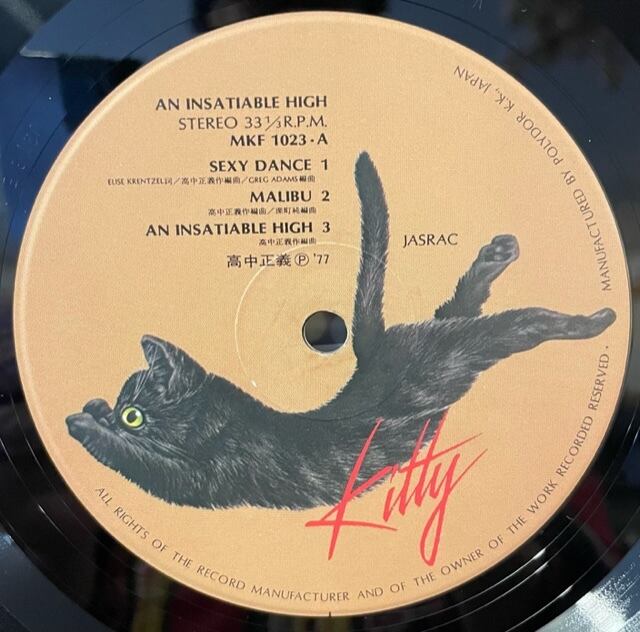 AN INSATIABLE HIGH
STEREO 33 1/3 R.P.M.
MKF 1023·A
SEXY DANCE 1
ELISE KRENTZEL詞/高中正義作編曲/GREG ADAMS編曲
MALIBU 2
高中正義作編曲/深町純編曲
AN INSATIABLE HIGH 3
高中正義作編曲
高中正義 Ⓟ '77
JASRAC
Kitty
ALL RIGHTS OF THE RECORD MANUFACTURER AND OF THE OWNER OF THE WORK RECORDED RESERVED · MANUFACTURED BY POLYDOR K.K., JAPAN